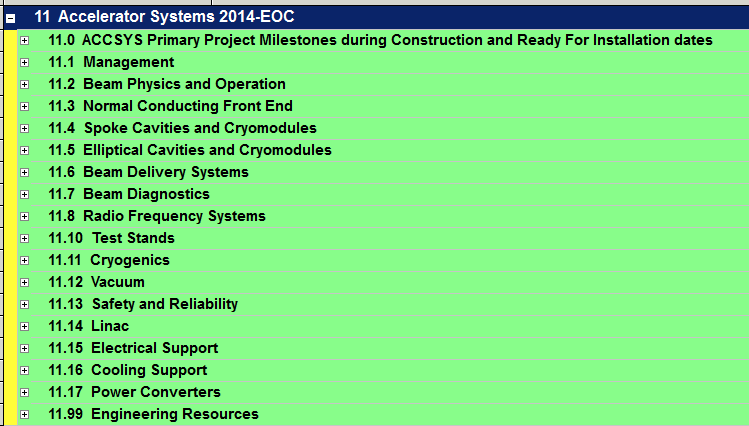 11 Accelerator Systems 2014-EOC
11.0 ACCSYS Primary Project Milestones during Construction and Ready For Installation dates
11.1 Management
11.2 Beam Physics and Operation
11.3 Normal Conducting Front End
11.4 Spoke Cavities and Cryomodules
11.5 Elliptical Cavities and Cryomodules
11.6 Beam Delivery Systems
11.7 Beam Diagnostics
11.8 Radio Frequency Systems
11.10 Test Stands
11.11 Cryogenics
11.12 Vacuum
11.13 Safety and Reliability
11.14 Linac
11.15 Electrical Support
11.16 Cooling Support
11.17 Power Converters
11.99 Engineering Resources